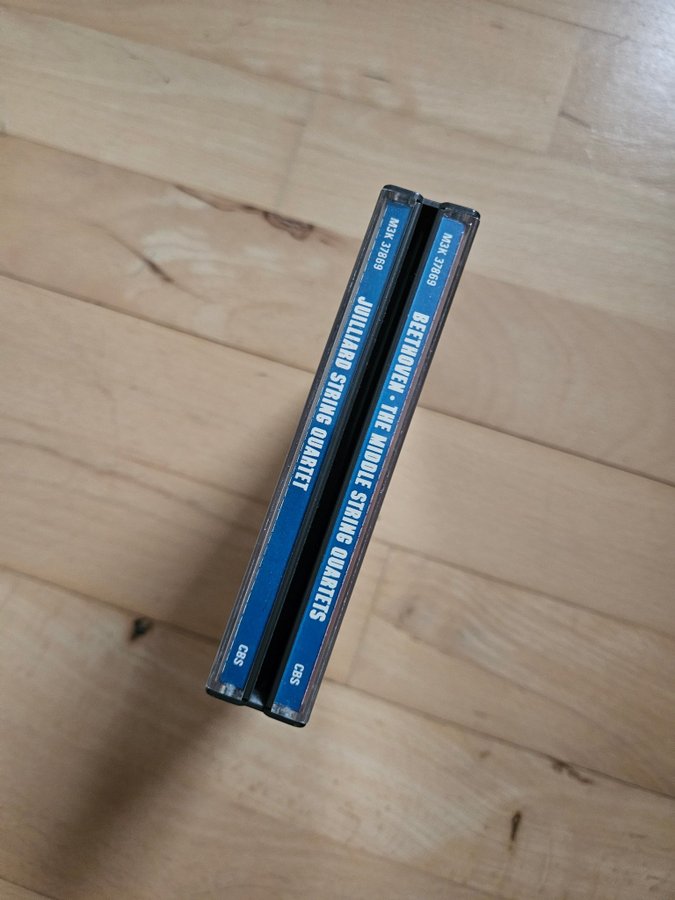 M3K 37869
BEETHOVEN • THE MIDDLE STRING QUARTETS
CBS
M3K 37869
JUILLIARD STRING QUARTET
CBS